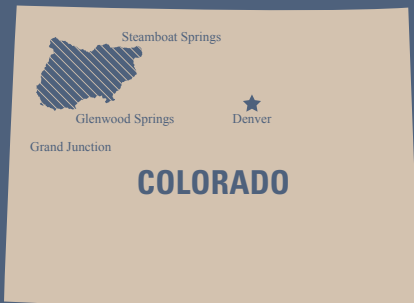 Steamboat Springs
Glenwood Springs
Denver
Grand Junction
COLORADO